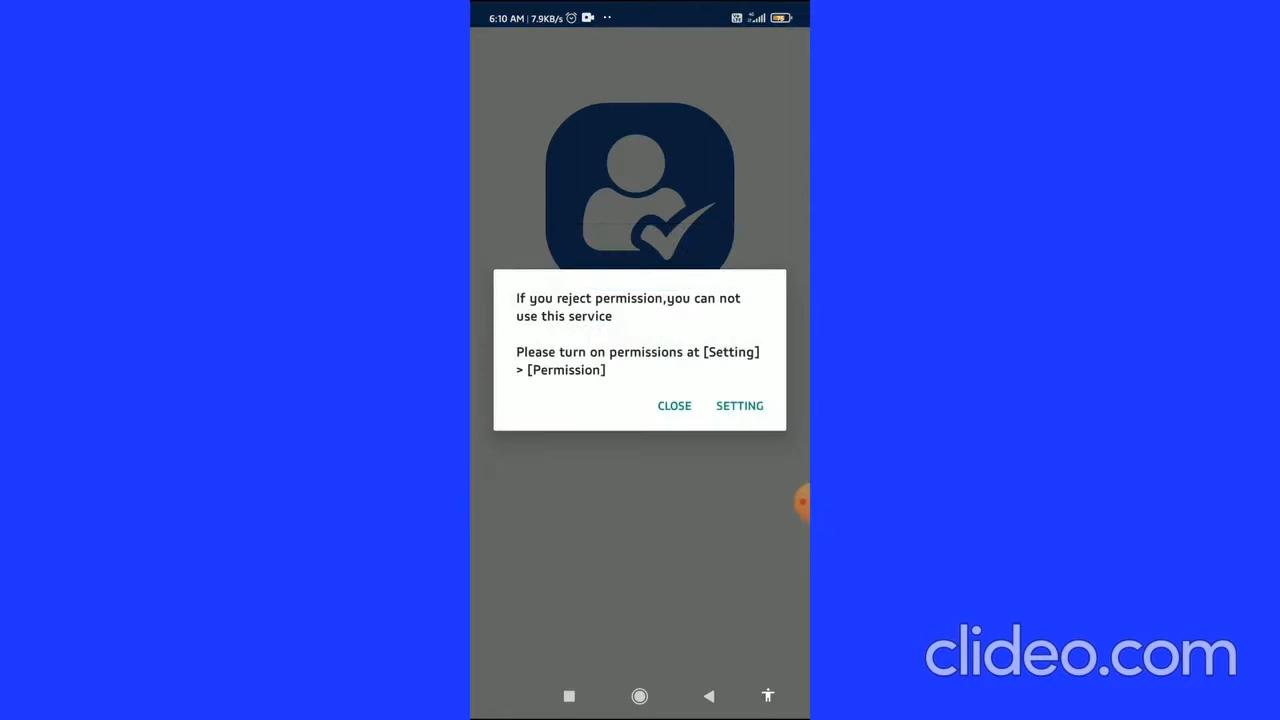 6:10 AM | 7.9KB/s
4G
If you reject permission,you can not
use this service
Please turn on permissions at [Setting]
> [Permission]
CLOSE SETTING
clideo.com